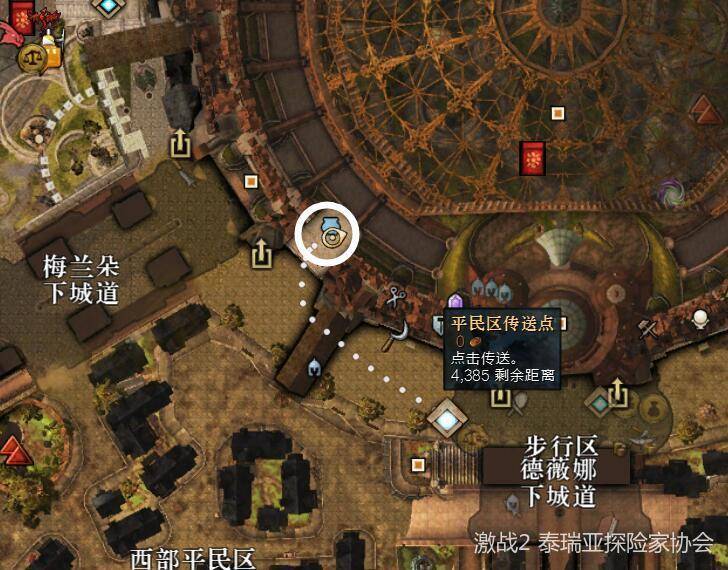 梅兰朵
下城道
平民区传送点
0
点击传送。
4,385 剩余距离
步行区
德薇娜
下城道
激战2 泰瑞亚探险家协会
西部平民区